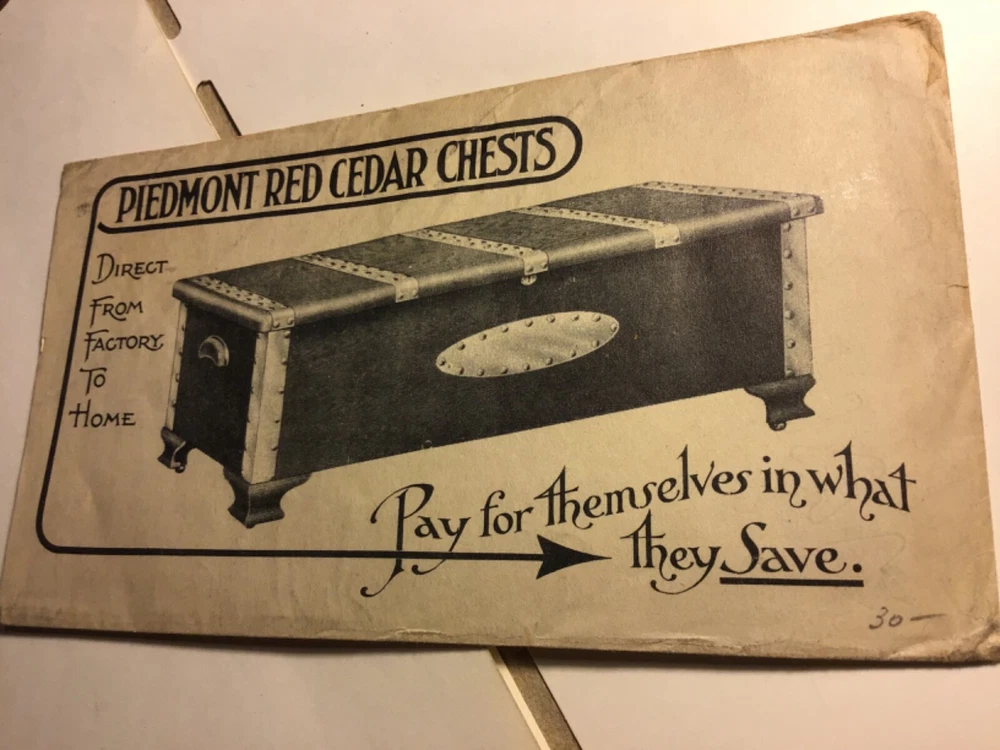 PIEDMONT RED CEDAR CHESTS
DIRECT
FROM
FACTORY
TO
HOME
Pay for themselves in what
they Save.
30—